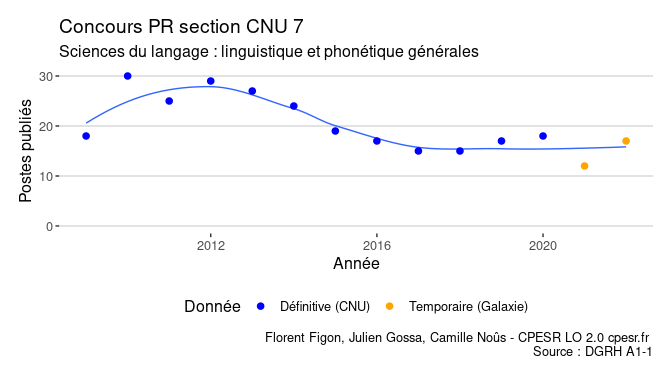 Concours PR section CNU 7
Sciences du langage : linguistique et phonétique générales
Postes publiés
30
20
10
0
2012 2016 2020
Année
Donnée Définitive (CNU) Temporaire (Galaxie)
Florent Figon, Julien Gossa, Camille Noûs - CPESR LO 2.0 cpesr.fr
Source : DGRH A1-1